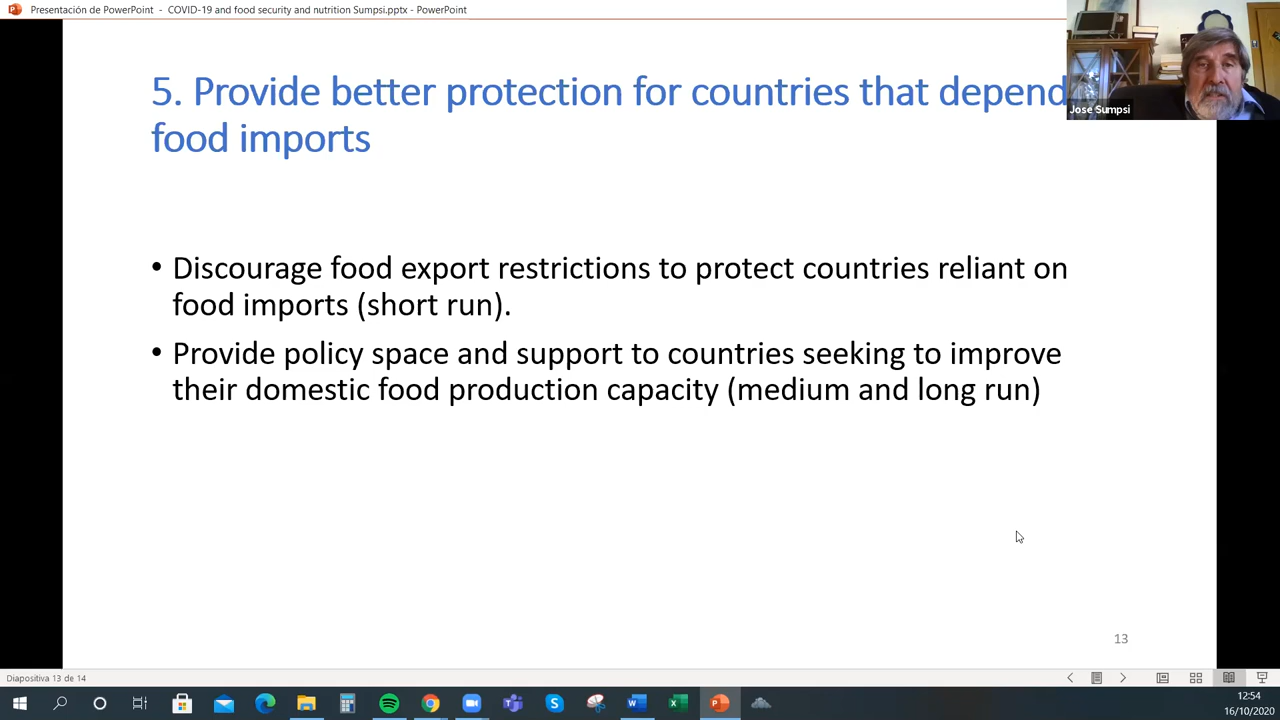 Presentación de PowerPoint - COVID-19 and food security and nutrition Sumpsi.pptx - PowerPoint
5. Provide better protection for countries that depend
food imports
Jose Sumpsi
• Discourage food export restrictions to protect countries reliant on
food imports (short run).
• Provide policy space and support to countries seeking to improve
their domestic food production capacity (medium and long run)
13
Diapositiva 13 de 14
12:54
16/10/2020